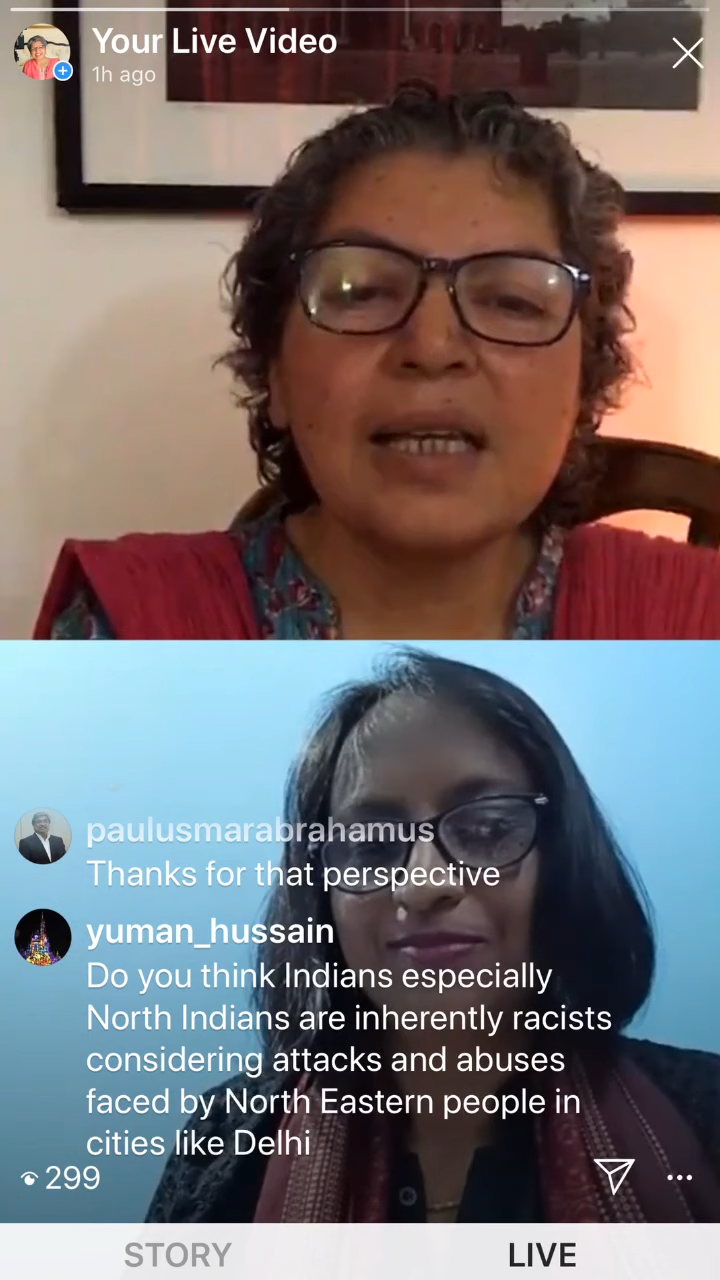 Your Live Video
1h ago
paulusmarabrahamus
Thanks for that perspective
yuman_hussain
Do you think Indians especially
North Indians are inherently racists
considering attacks and abuses
faced by North Eastern people in
cities like Delhi
299
STORY
LIVE